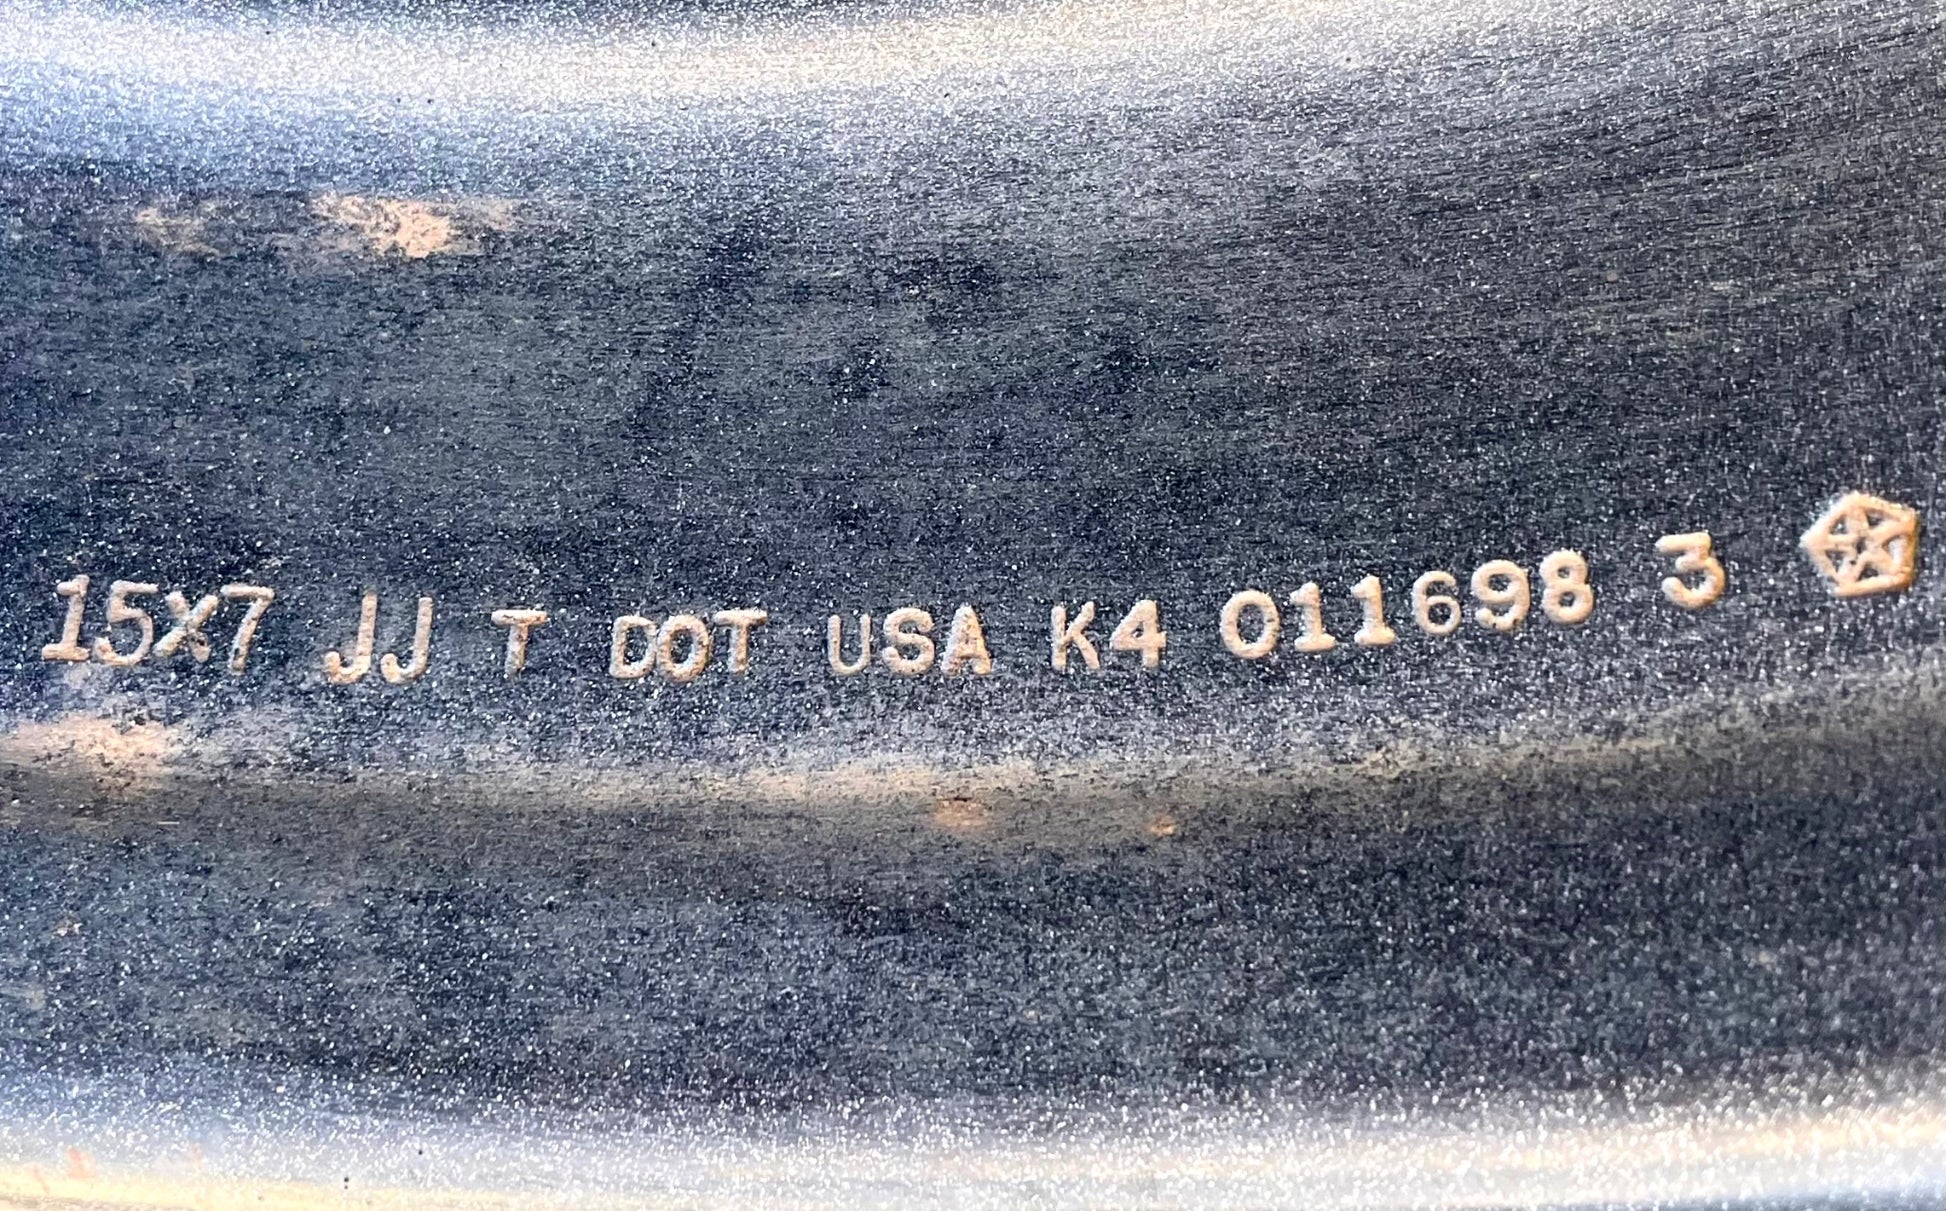 15x7 JJ T DOT USA K4 011698 3